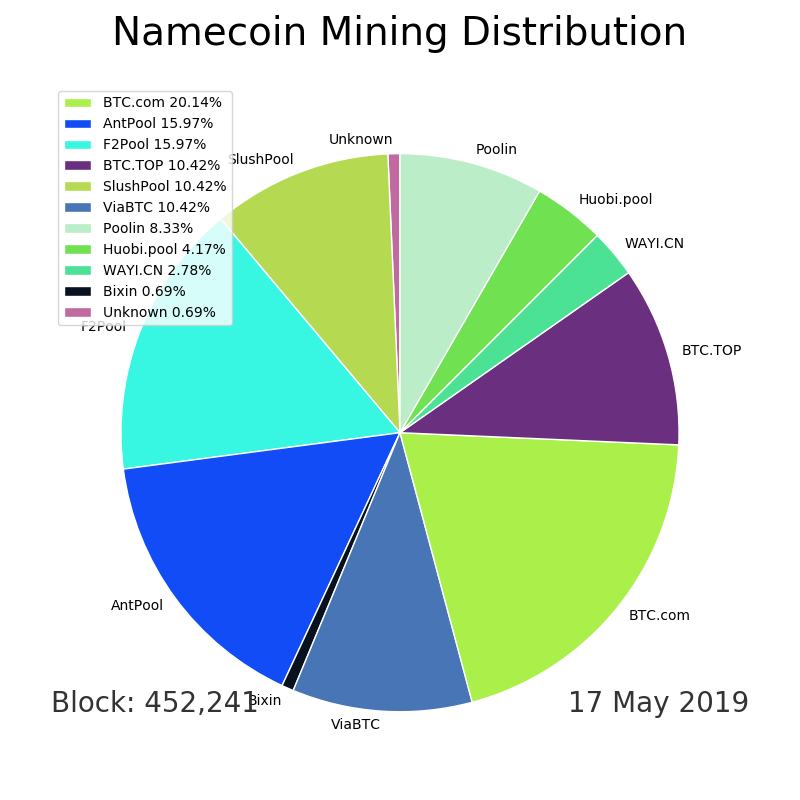 Namecoin Mining Distribution
BTC.com 20.14%
AntPool 15.97%
F2Pool 15.97%
BTC.TOP 10.42%
SlushPool 10.42%
ViaBTC 10.42%
Poolin 8.33%
Huobi.pool 4.17%
WAYI.CN 2.78%
Bixin 0.69%
Unknown 0.69%
Unknown
Poolin
SlushPool
Huobi.pool
WAYI.CN
F2Pool
BTC.TOP
AntPool
BTC.com
Bixin
ViaBTC
Block: 452,241
17 May 2019